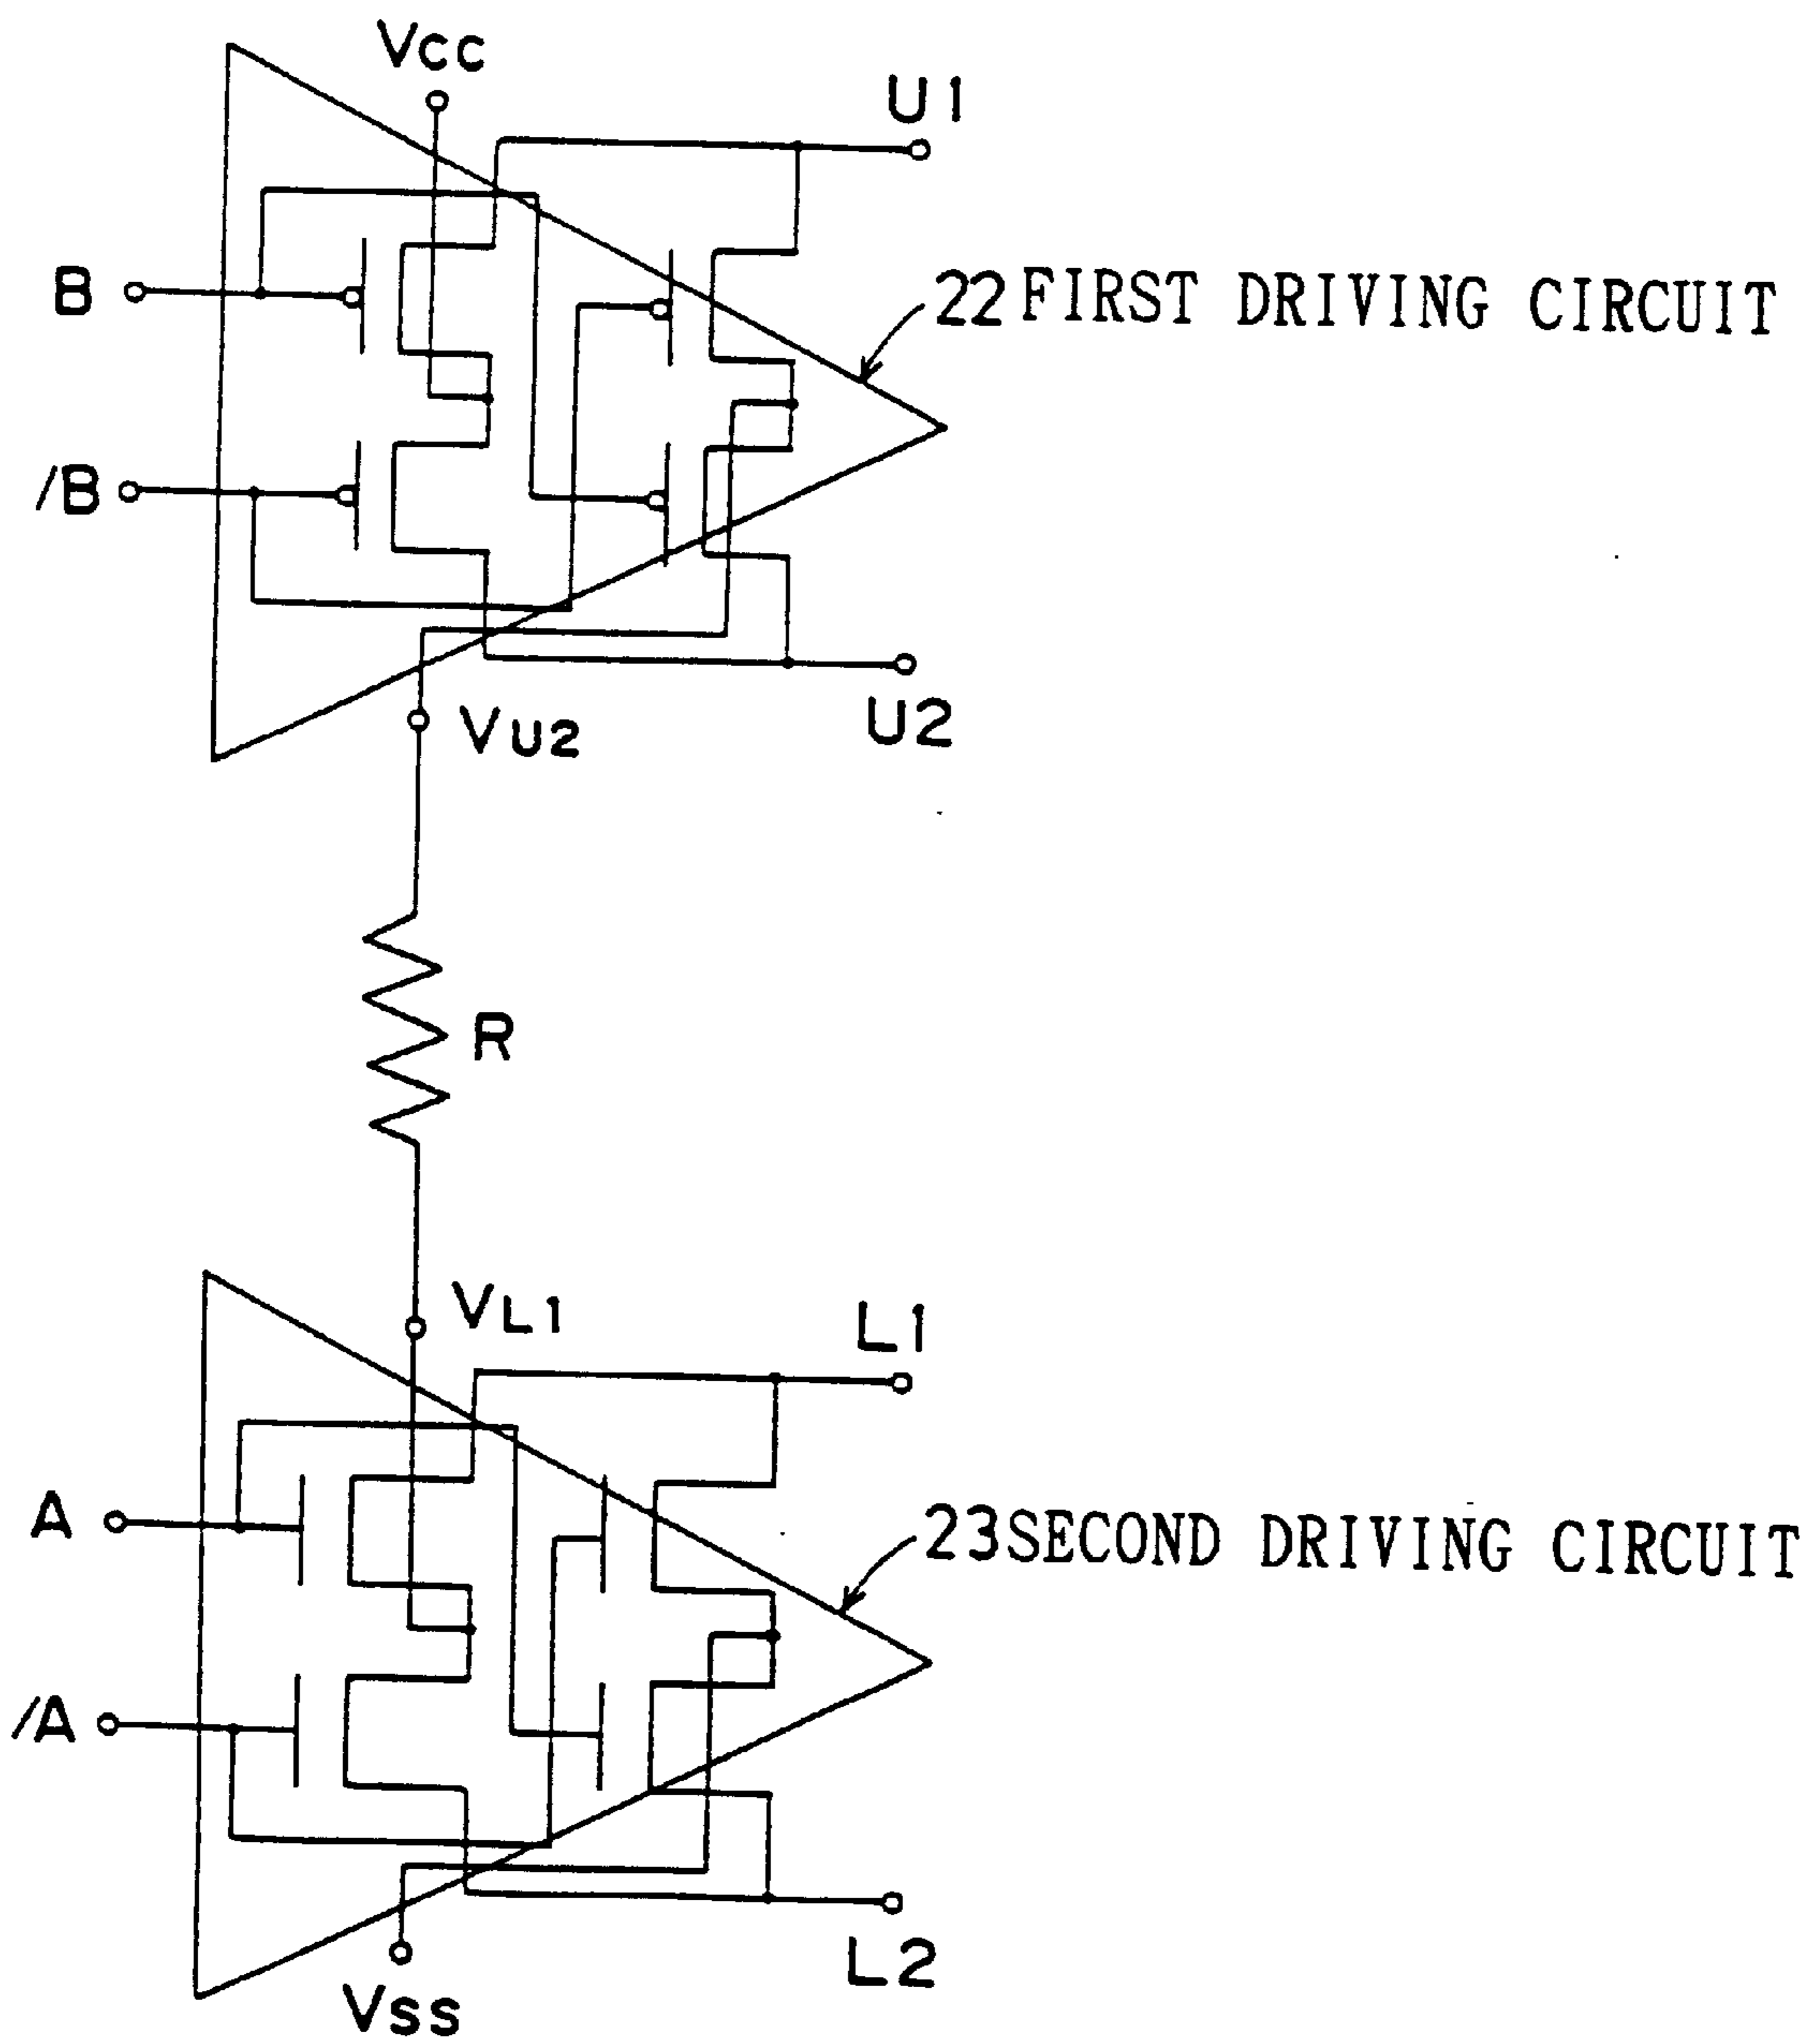 Vcc
U1
B
22 FIRST DRIVING CIRCUIT
/B
U2
VU2
R
VL1
L1
A
23 SECOND DRIVING CIRCUIT
/A
L2
Vss